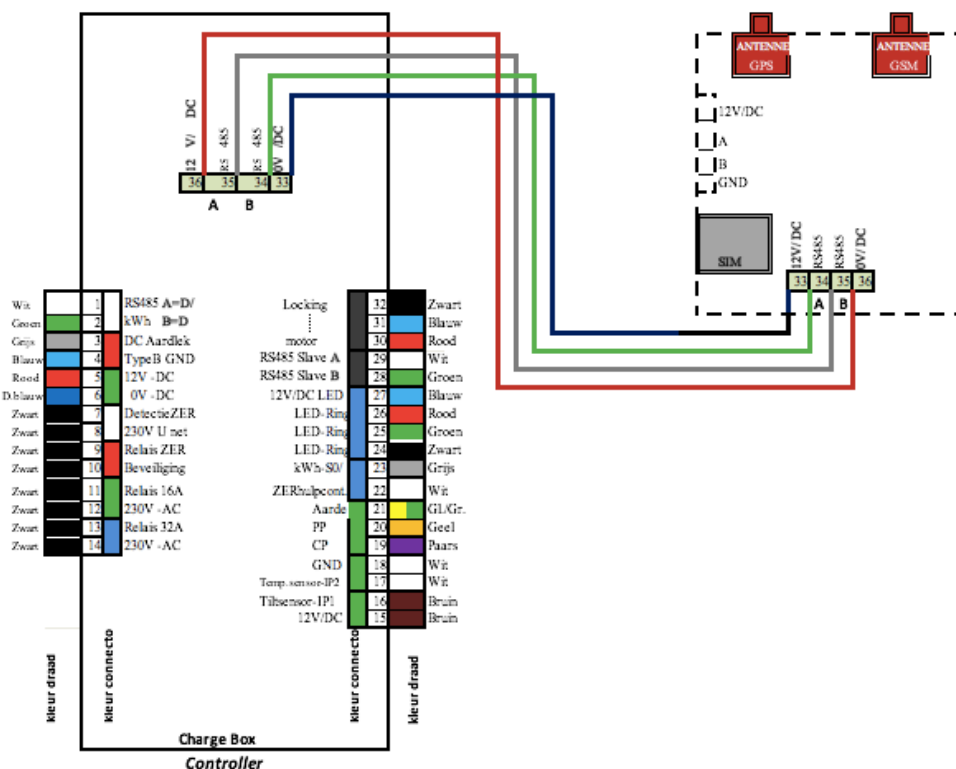 ANTENNE
GPS
ANTENNE
GSM
12V/DC
A
B
GND
SIM
12V/DC
RS485
RS485
0V/DC
33
34
35
36
A
B
12 V/ DC
RS 485
RS 485
0V /DC
36
35
34
33
A
B
Wit 1 RS485 A=D/
Groen 2 kWh B=D
Grijs 3 DC Aardlek
Blauw 4 TypeB GND
Rood 5 12V -DC
D.blauw 6 0V -DC
Zwart 7 DetectieZER
Zwart 8 230V U net
Zwart 9 Relais ZER
Zwart 10 Beveiliging
Zwart 11 Relais 16A
Zwart 12 230V -AC
Zwart 13 Relais 32A
Zwart 14 230V -AC
Locking 32 Zwart
31 Blauw
motor 30 Rood
RS485 Slave A 29 Wit
RS485 Slave B 28 Groen
12V/DC LED 27 Blauw
LED-Ring 26 Rood
LED-Ring 25 Groen
LED-Ring 24 Zwart
kWh-S0/ 23 Grijs
ZERhulpcont. 22 Wit
Aarde 21 GL/Gr.
PP 20 Geel
CP 19 Paars
GND 18 Wit
Temp.sensor-IP2 17 Wit
Tiltsensor-IP1 16 Bruin
12V/DC 15 Bruin
kleur draad
kleur connecto
kleur connecto
kleur draad
Charge Box
Controller